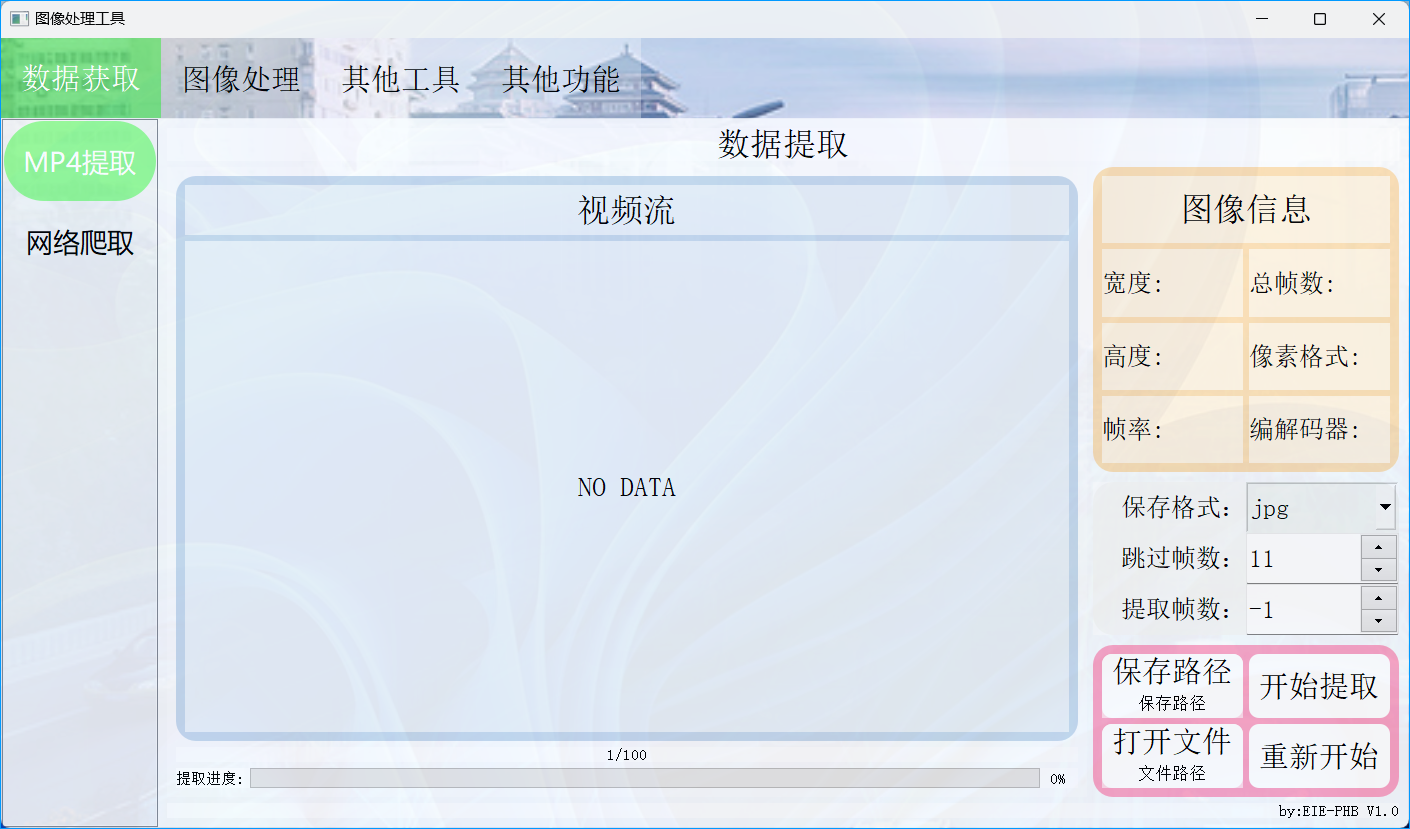 图像处理工具
数据获取 图像处理 其他工具 其他功能
MP4提取
网络爬取
数据提取
视频流
NO DATA
1/100
提取进度: 0%
图像信息
宽度: 总帧数:
高度: 像素格式:
帧率: 编解码器:
保存格式: jpg
跳过帧数: 11
提取帧数: -1
保存路径
保存路径
开始提取
打开文件
文件路径
重新开始
by:EIE-PHB V1.0